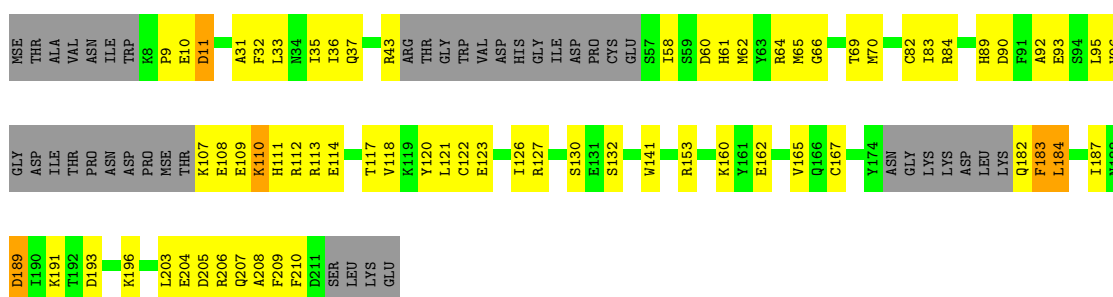 MSE THR ALA VAL ASN ILE TRP K8 P9 E10 D11 A31 F32 L33 N34 I35 I36 Q37 R43 ARG THR GLY TRP VAL ASP HIS GLY ILE ASP PRO CYS GLU S57 I58 S59 D60 H61 M62 Y63 R64 M65 G66 T69 M70 C82 I83 R84 H89 D90 F91 A92 E93 S94 L95
GLY ASP ILE THR PRO ASN ASP PRO MSE THR K107 E108 E109 K110 H111 R112 R113 E114 T117 V118 K119 Y120 L121 C122 E123 I126 R127 S130 E131 S132 W141 R153 K160 Y161 E162 V165 Q166 C167 Y174 ASN GLY LYS LYS ASP LEU LYS Q182 F183 L184 I187
D189 I190 K191 T192 D193 K196 L203 E204 D205 R206 Q207 A208 F209 F210 D211 SER LEU LYS GLU